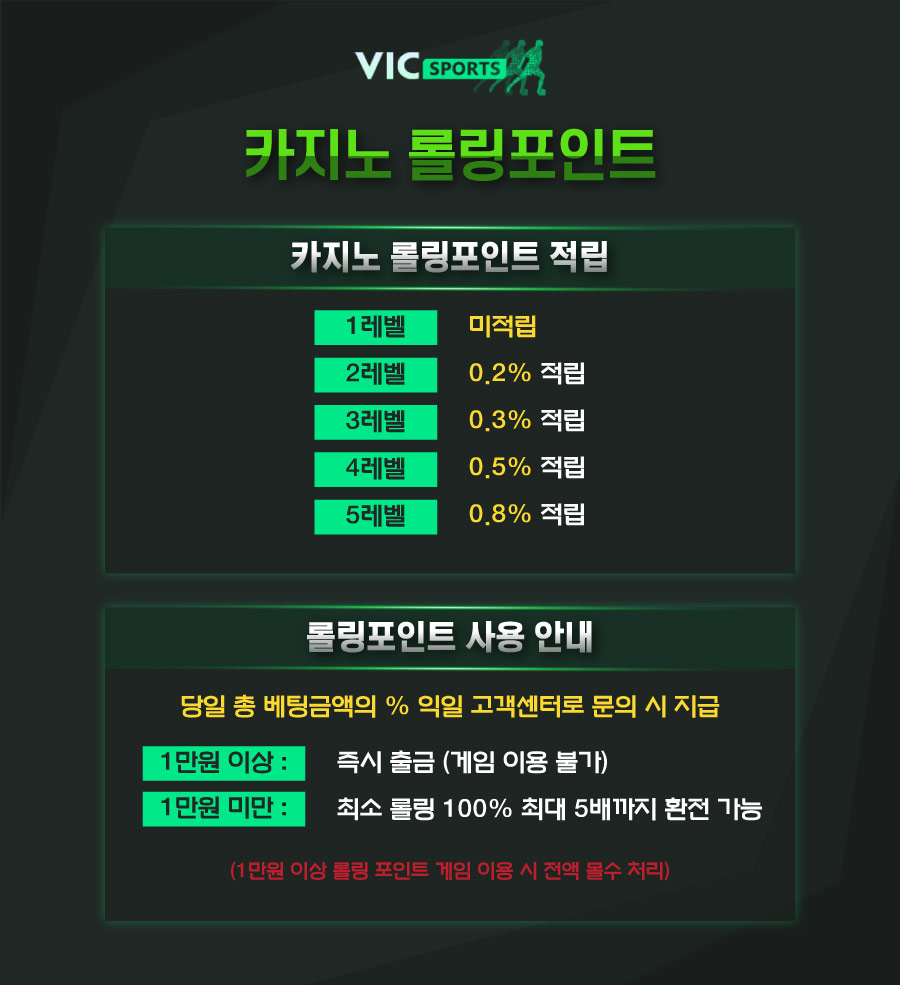 VIC SPORTS
카지노 롤링포인트
카지노 롤링포인트 적립
1레벨 미적립
2레벨 0.2% 적립
3레벨 0.3% 적립
4레벨 0.5% 적립
5레벨 0.8% 적립
롤링포인트 사용 안내
당일 총 베팅금액의 % 익일 고객센터로 문의 시 지급
1만원 이상 : 즉시 출금 (게임 이용 불가)
1만원 미만 : 최소 롤링 100% 최대 5배까지 환전 가능
(1만원 이상 롤링 포인트 게임 이용 시 전액 몰수 처리)